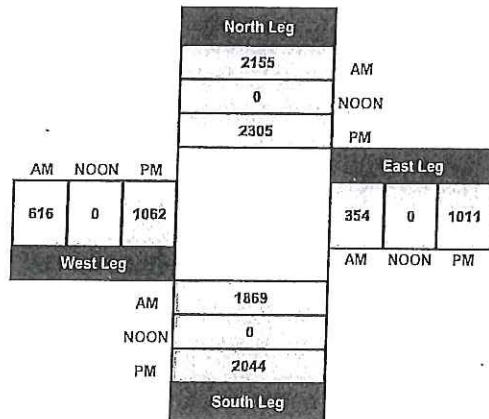 North Leg
2155 AM
0 NOON
2305 PM
AM NOON PM
616 0 1062
West Leg
East Leg
354 0 1011
AM NOON PM
AM 1869
NOON 0
PM 2044
South Leg